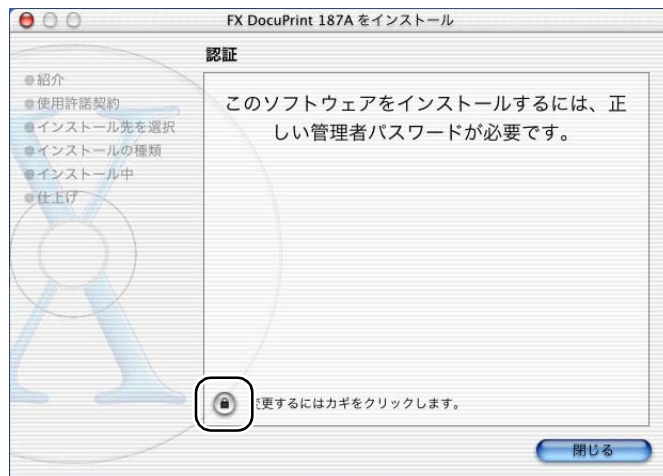 FX DocuPrint 187A をインストール
認証
紹介
使用許諾契約
インストール先を選択
インストールの種類
インストール中
仕上げ
このソフトウェアをインストールするには、正
しい管理者パスワードが必要です。
更するにはカギをクリックします。
閉じる